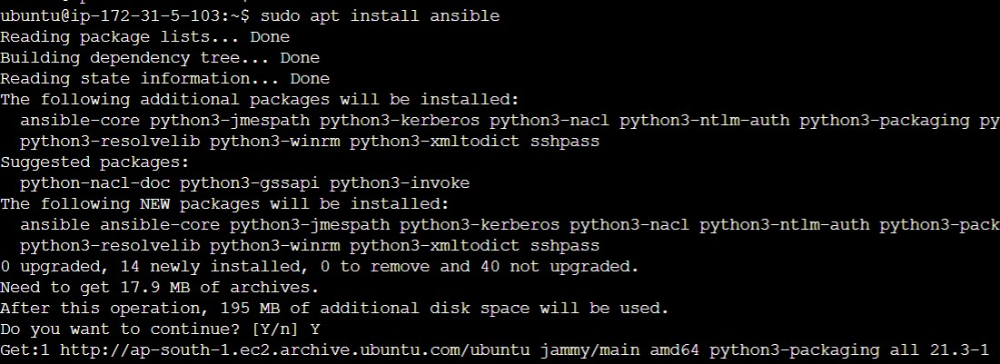 ubuntu@ip-172-31-5-103:~$ sudo apt install ansible
Reading package lists... Done
Building dependency tree... Done
Reading state information... Done
The following additional packages will be installed:
  ansible-core python3-jmespath python3-kerberos python3-nacl python3-ntlm-auth python3-packaging py
  python3-resolvelib python3-winrm python3-xmltodict sshpass
Suggested packages:
  python-nacl-doc python3-gssapi python3-invoke
The following NEW packages will be installed:
  ansible ansible-core python3-jmespath python3-kerberos python3-nacl python3-ntlm-auth python3-pack
  python3-resolvelib python3-winrm python3-xmltodict sshpass
0 upgraded, 14 newly installed, 0 to remove and 40 not upgraded.
Need to get 17.9 MB of archives.
After this operation, 195 MB of additional disk space will be used.
Do you want to continue? [Y/n] Y
Get:1 http://ap-south-1.ec2.archive.ubuntu.com/ubuntu jammy/main amd64 python3-packaging all 21.3-1